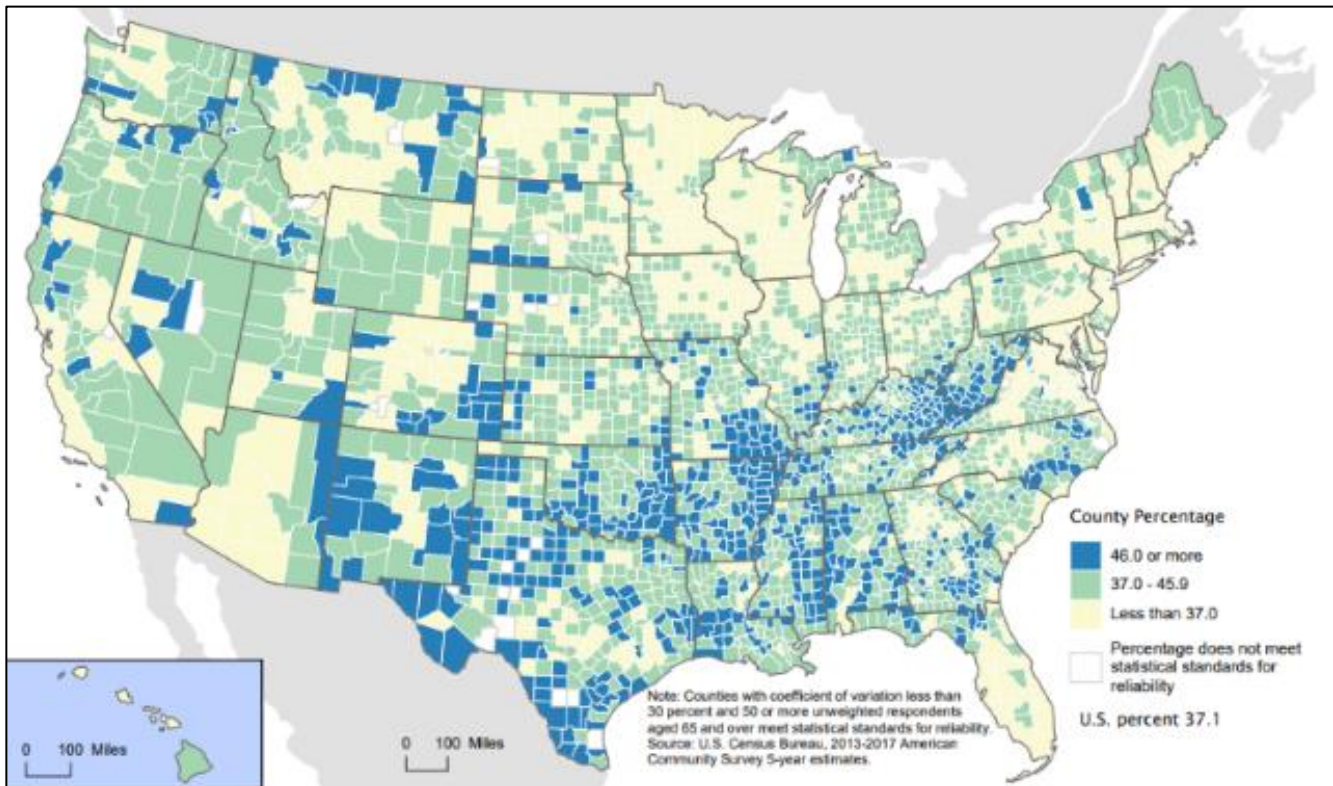 County Percentage
46.0 or more
37.0 - 45.9
Less than 37.0
Percentage does not meet
statistical standards for
reliability
U.S. percent 37.1
Note: Counties with coefficient of variation less than
30 percent and 50 or more unweighted respondents
aged 65 and over meet statistical standards for reliability.
Source: U.S. Census Bureau, 2013-2017 American
Community Survey 5-year estimates.
0 100 Miles
0 100 Miles